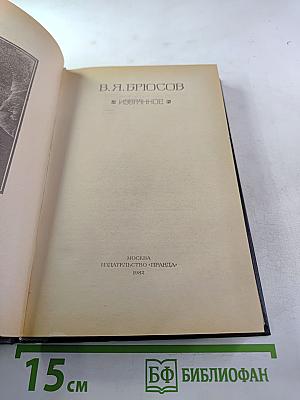 В. Я. БРЮСОВ
ИЗБРАННОЕ
МОСКВА
ИЗДАТЕЛЬСТВО «ПРАВДА»
1982
15 см
БФ БИБЛИОФАН